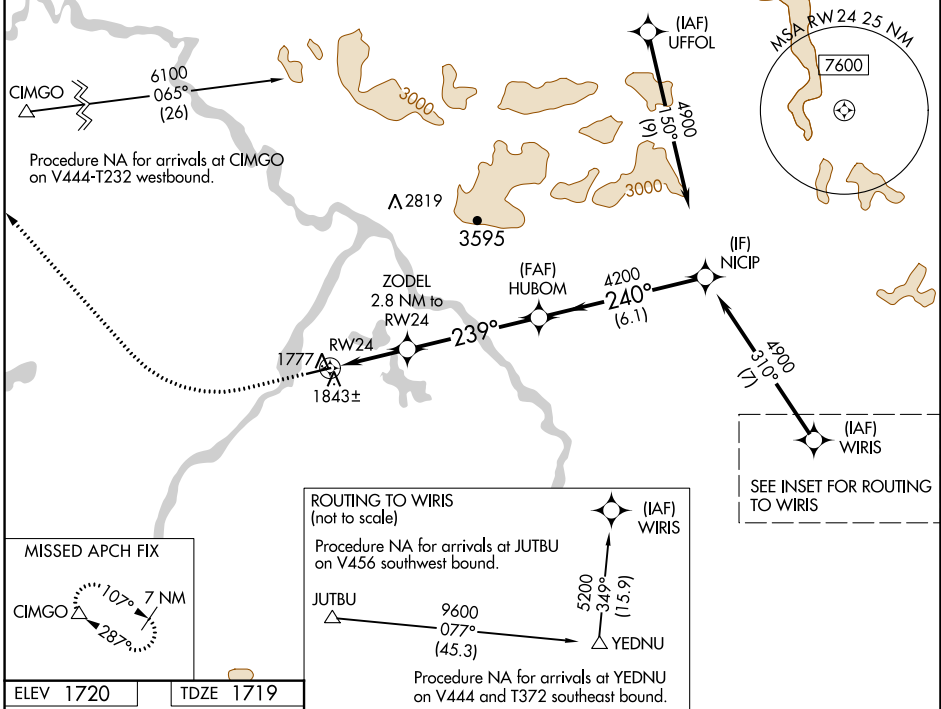 (IAF)
UFFOL
MSA RW24 25 NM
7600
CIMGO
6100
065°
(26)
3000
4900
150°
(9)
Procedure NA for arrivals at CIMGO
on V444-T232 westbound.
2819
3000
3595
(IF)
NICIP
(FAF)
HUBOM
4200
240°
(6.1)
ZODEL
2.8 NM to
RW24
239°
RW24
1777
1843±
4900
310°
(7)
(IAF)
WIRIS
SEE INSET FOR ROUTING
TO WIRIS
ROUTING TO WIRIS
(not to scale)
(IAF)
WIRIS
Procedure NA for arrivals at JUTBU
on V456 southwest bound.
JUTBU
9600
077°
(45.3)
5200
349°
(15.9)
YEDNU
Procedure NA for arrivals at YEDNU
on V444 and T372 southeast bound.
MISSED APCH FIX
CIMGO
107°
7 NM
287°
ELEV 1720
TDZE 1719